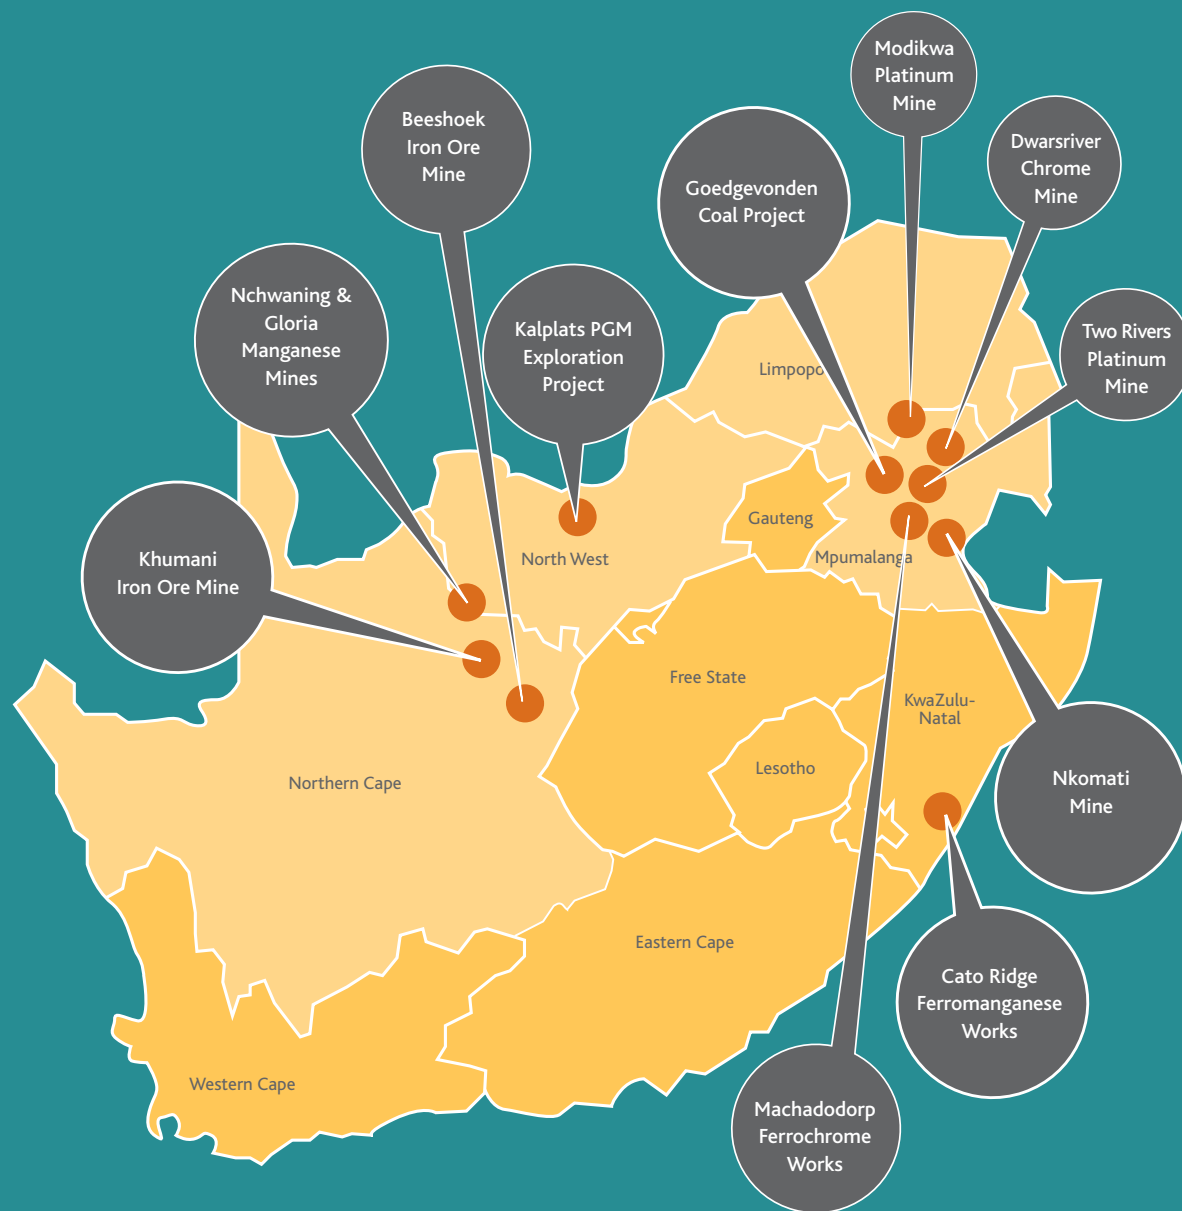 Modikwa
Platinum
Mine
Beeshoek
Iron Ore
Mine
Dwarsriver
Chrome
Mine
Goedgevonden
Coal Project
Nchwaning &
Gloria
Manganese
Mines
Kalplats PGM
Exploration
Project
Two Rivers
Platinum
Mine
Limpopo
Gauteng
North West
Mpumalanga
Khumani
Iron Ore Mine
Free State
KwaZulu-
Natal
Lesotho
Northern Cape
Nkomati
Mine
Eastern Cape
Cato Ridge
Ferromanganese
Works
Western Cape
Machadodorp
Ferrochrome
Works